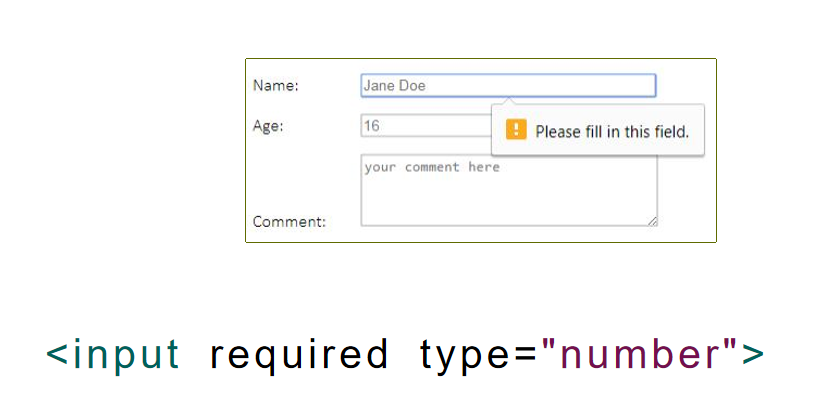 Name: Jane Doe
Age: 16
Please fill in this field.
your comment here
Comment:
<input required type="number">